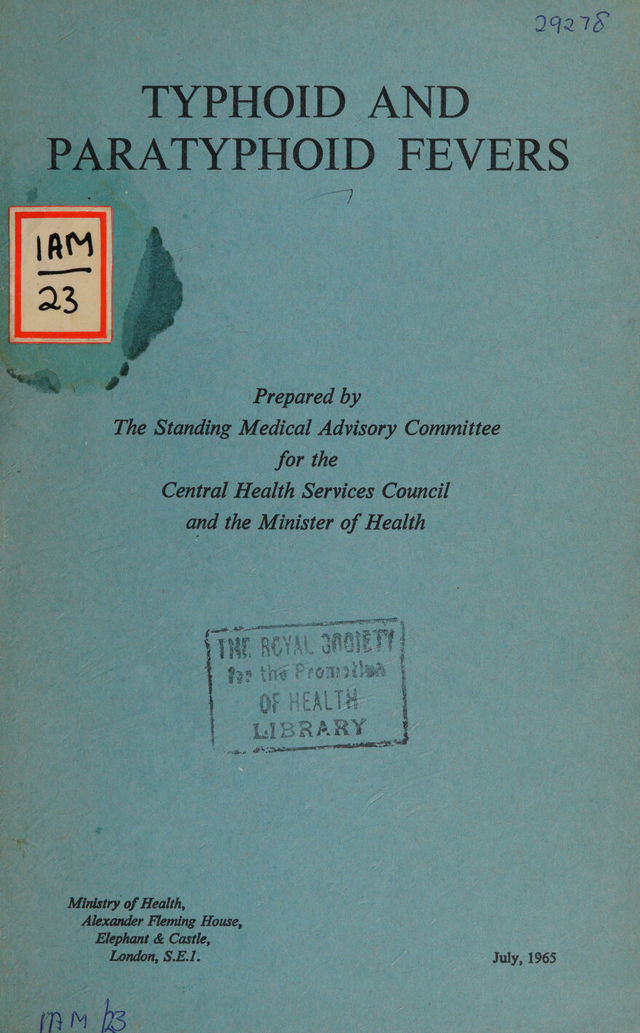 29278
TYPHOID AND
PARATYPHOID FEVERS
IAM
23
Prepared by
The Standing Medical Advisory Committee
for the
Central Health Services Council
and the Minister of Health
THE ROYAL SOCIETY
for the Promotion
OF HEALTH
LIBRARY
Ministry of Health,
Alexander Fleming House,
Elephant & Castle,
London, S.E.1.
July, 1965
IAM /23